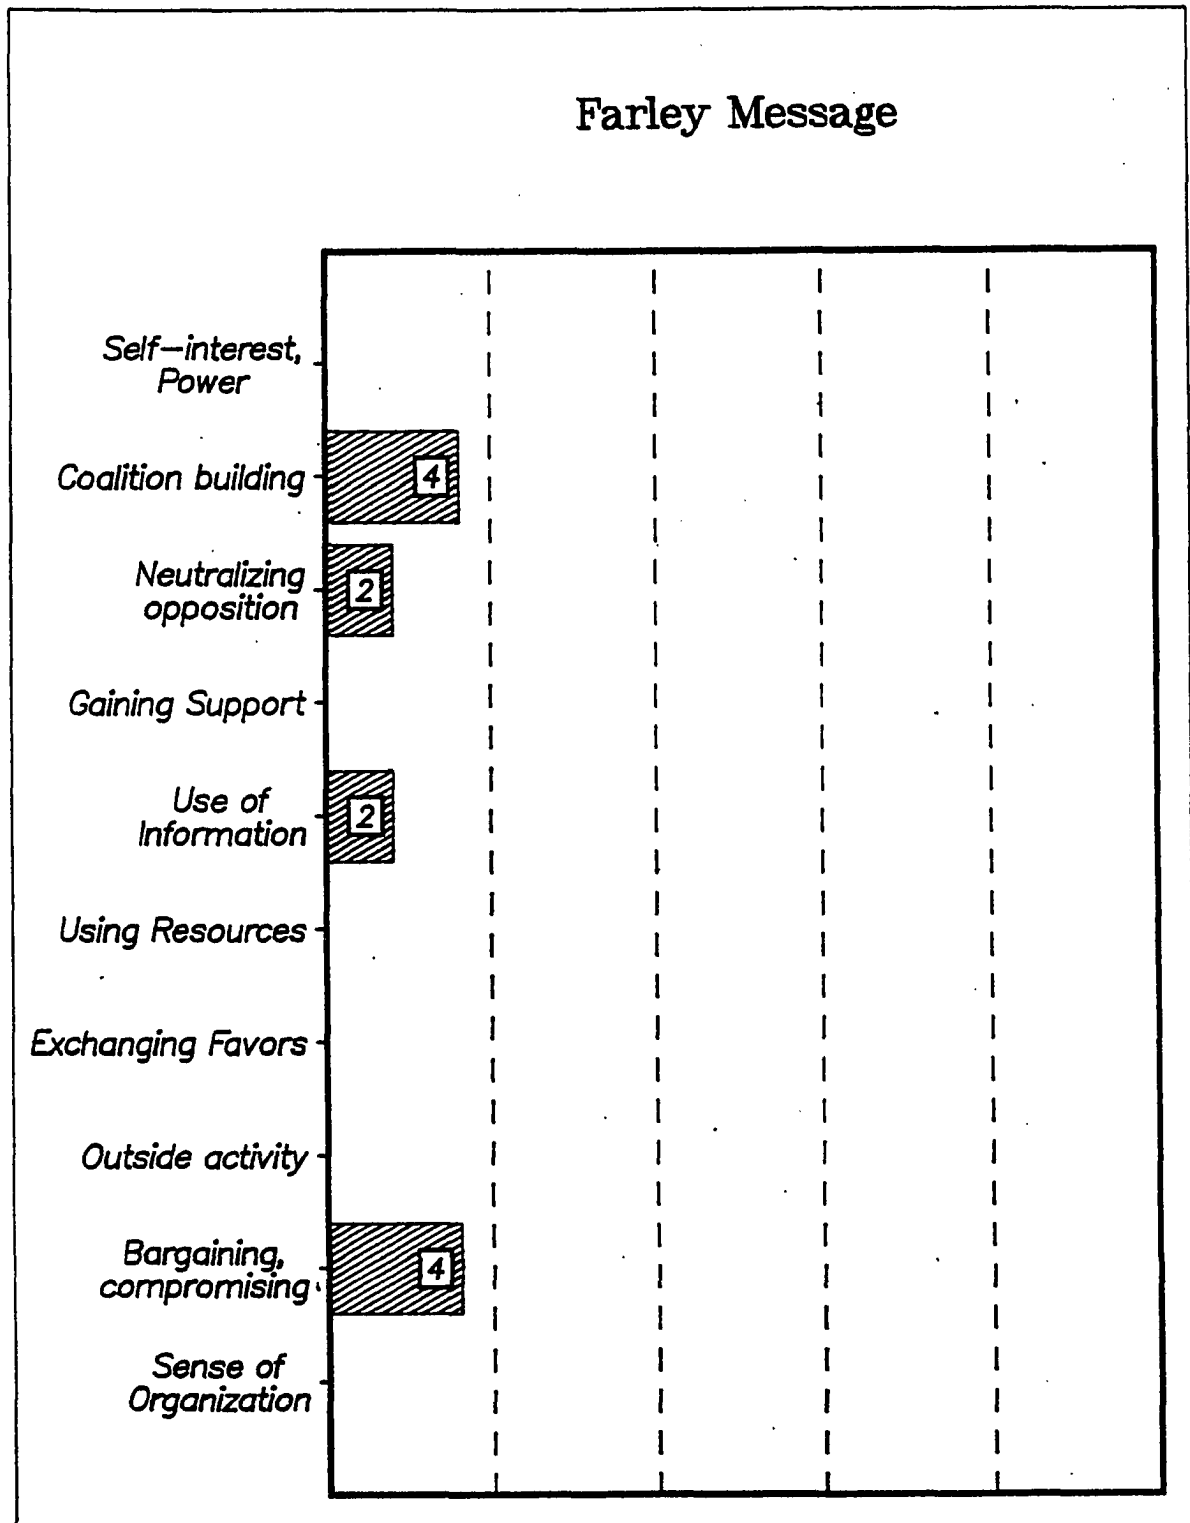 Farley Message
Self-interest,
Power
Coalition building
4
Neutralizing
opposition
2
Gaining Support
Use of
Information
2
Using Resources
Exchanging Favors
Outside activity
Bargaining,
compromising
4
Sense of
Organization